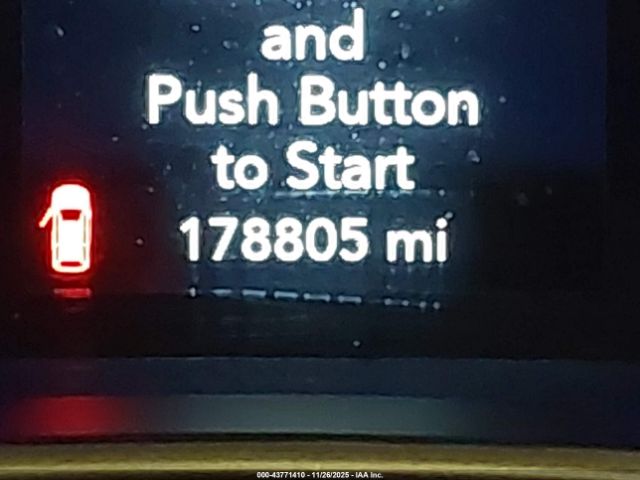 and
Push Button
to Start
178805 mi
000-43771410 - 11/26/2025 - IAA Inc.